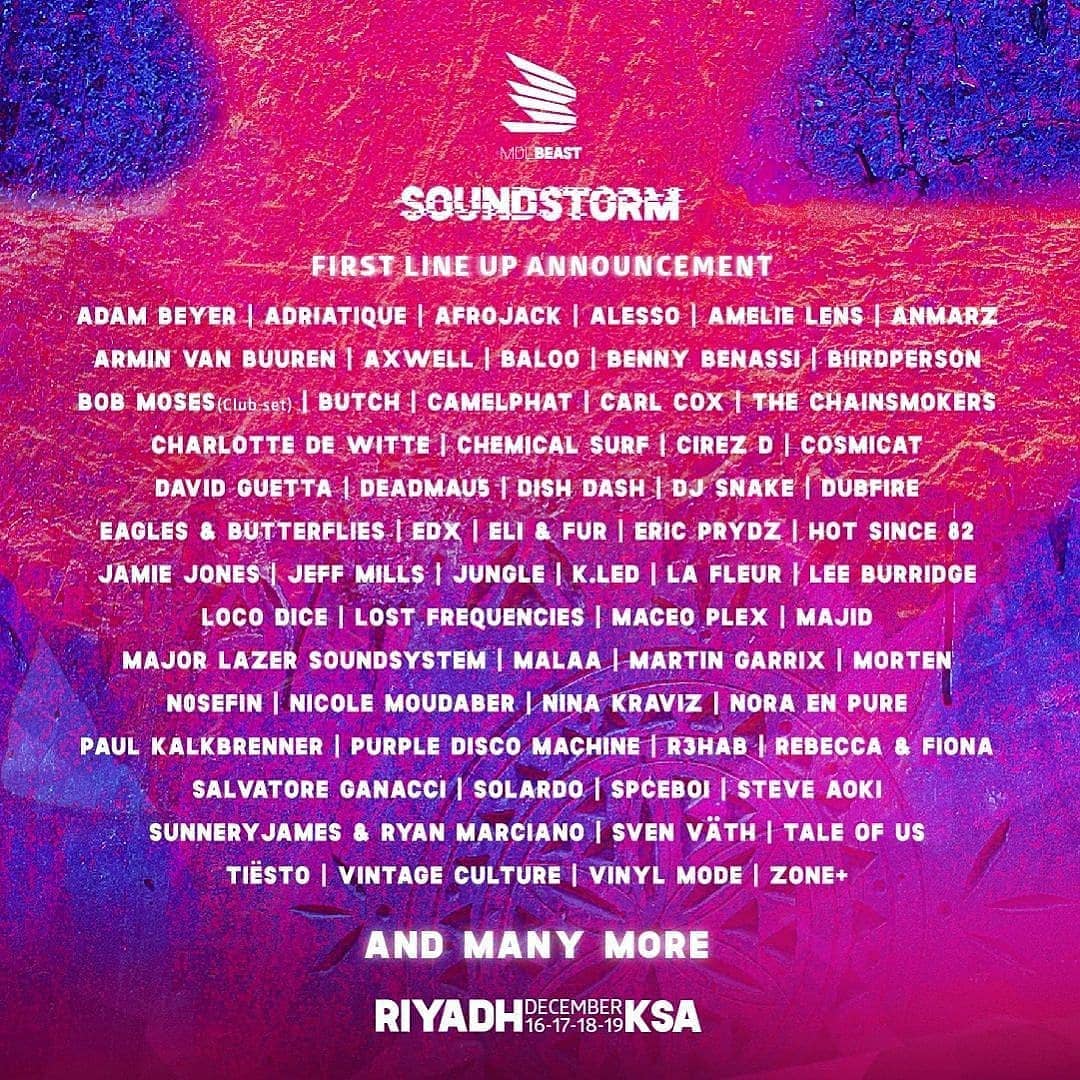 MDLBEAST
SOUNDSTORM
FIRST LINE UP ANNOUNCEMENT
ADAM BEYER | ADRIATIQUE | AFROJACK | ALESSO | AMELIE LENS | ANMARZ
ARMIN VAN BUUREN | AXWELL | BALOO | BENNY BENASSI | BIIRDPERSON
BOB MOSES(Club set) | BUTCH | CAMELPHAT | CARL COX | THE CHAINSMOKERS
CHARLOTTE DE WITTE | CHEMICAL SURF | CIREZ D | COSMICAT
DAVID GUETTA | DEADMAU5 | DISH DASH | DJ SNAKE | DUBFIRE
EAGLES & BUTTERFLIES | EDX | ELI & FUR | ERIC PRYDZ | HOT SINCE 82
JAMIE JONES | JEFF MILLS | JUNGLE | K.LED | LA FLEUR | LEE BURRIDGE
LOCO DICE | LOST FREQUENCIES | MACEO PLEX | MAJID
MAJOR LAZER SOUNDSYSTEM | MALAA | MARTIN GARRIX | MORTEN
N0SEFIN | NICOLE MOUDABER | NINA KRAVIZ | NORA EN PURE
PAUL KALKBRENNER | PURPLE DISCO MACHINE | R3HAB | REBECCA & FIONA
SALVATORE GANACCI | SOLARDO | SPCEBOI | STEVE AOKI
SUNNERYJAMES & RYAN MARCIANO | SVEN VÄTH | TALE OF US
TIËSTO | VINTAGE CULTURE | VINYL MODE | ZONE+
AND MANY MORE
RIYADH DECEMBER 16-17-18-19 KSA